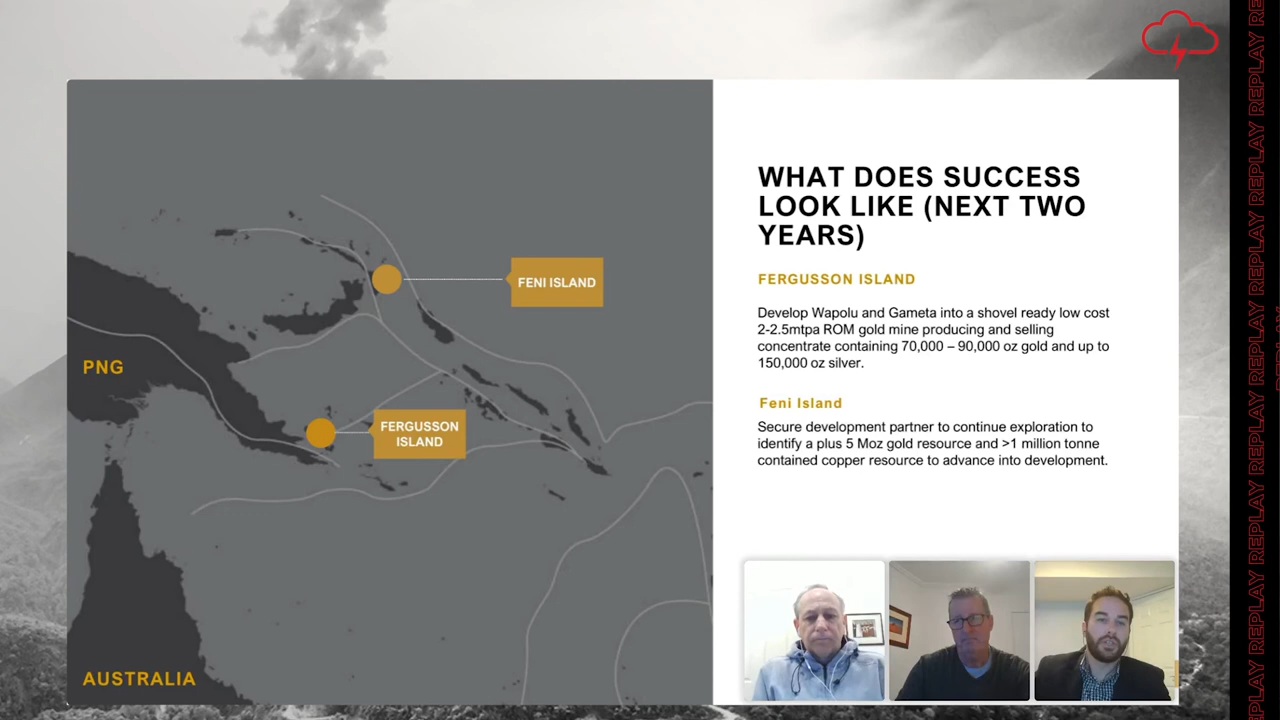 WHAT DOES SUCCESS
LOOK LIKE (NEXT TWO
YEARS)
FERGUSSON ISLAND
Develop Wapolu and Gameta into a shovel ready low cost
2-2.5mtpa ROM gold mine producing and selling
concentrate containing 70,000 – 90,000 oz gold and up to
150,000 oz silver.
Feni Island
Secure development partner to continue exploration to
identify a plus 5 Moz gold resource and >1 million tonne
contained copper resource to advance into development.
FENI ISLAND
PNG
FERGUSSON
ISLAND
AUSTRALIA
REPLAY REPLAY REPLAY REPLAY REPLAY REPLAY REPLAY